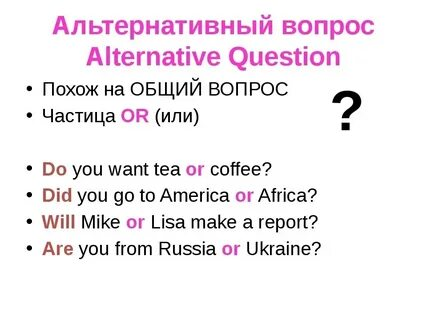 Альтернативный вопрос
Alternative Question
• Похож на ОБЩИЙ ВОПРОС
• Частица OR (или)
?
• Do you want tea or coffee?
• Did you go to America or Africa?
• Will Mike or Lisa make a report?
• Are you from Russia or Ukraine?